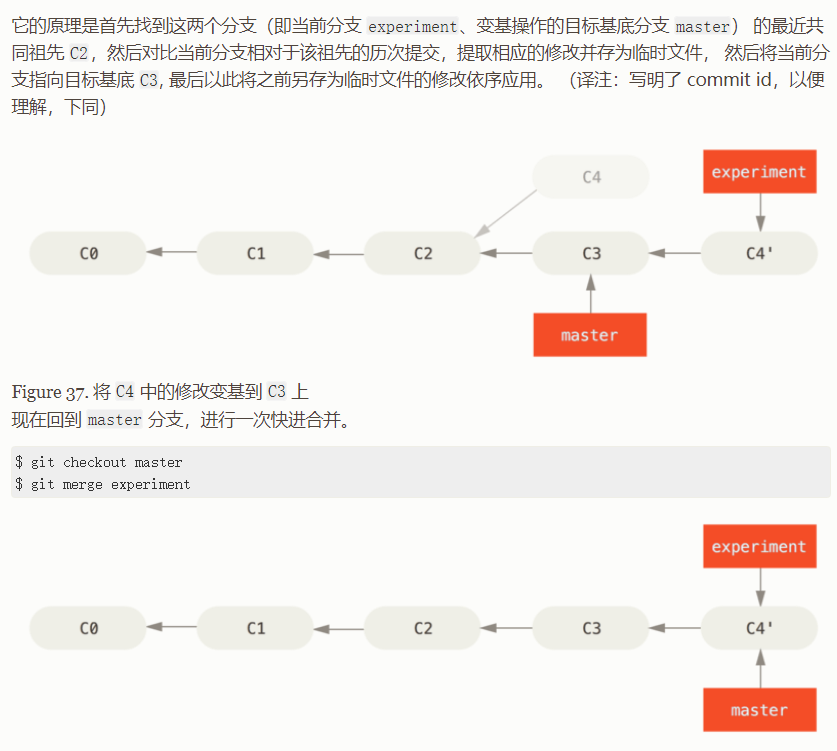 它的原理是首先找到这两个分支（即当前分支 experiment、变基操作的目标基底分支 master） 的最近共
同祖先 C2，然后对比当前分支相对于该祖先的历次提交，提取相应的修改并存为临时文件， 然后将当前分
支指向目标基底 C3, 最后以此将之前另存为临时文件的修改依序应用。 （译注：写明了 commit id，以便
理解，下同）
C4
experiment
C0
C1
C2
C3
C4'
master
Figure 37. 将 C4 中的修改变基到 C3 上
现在回到 master 分支，进行一次快进合并。
$ git checkout master
$ git merge experiment
experiment
C0
C1
C2
C3
C4'
master